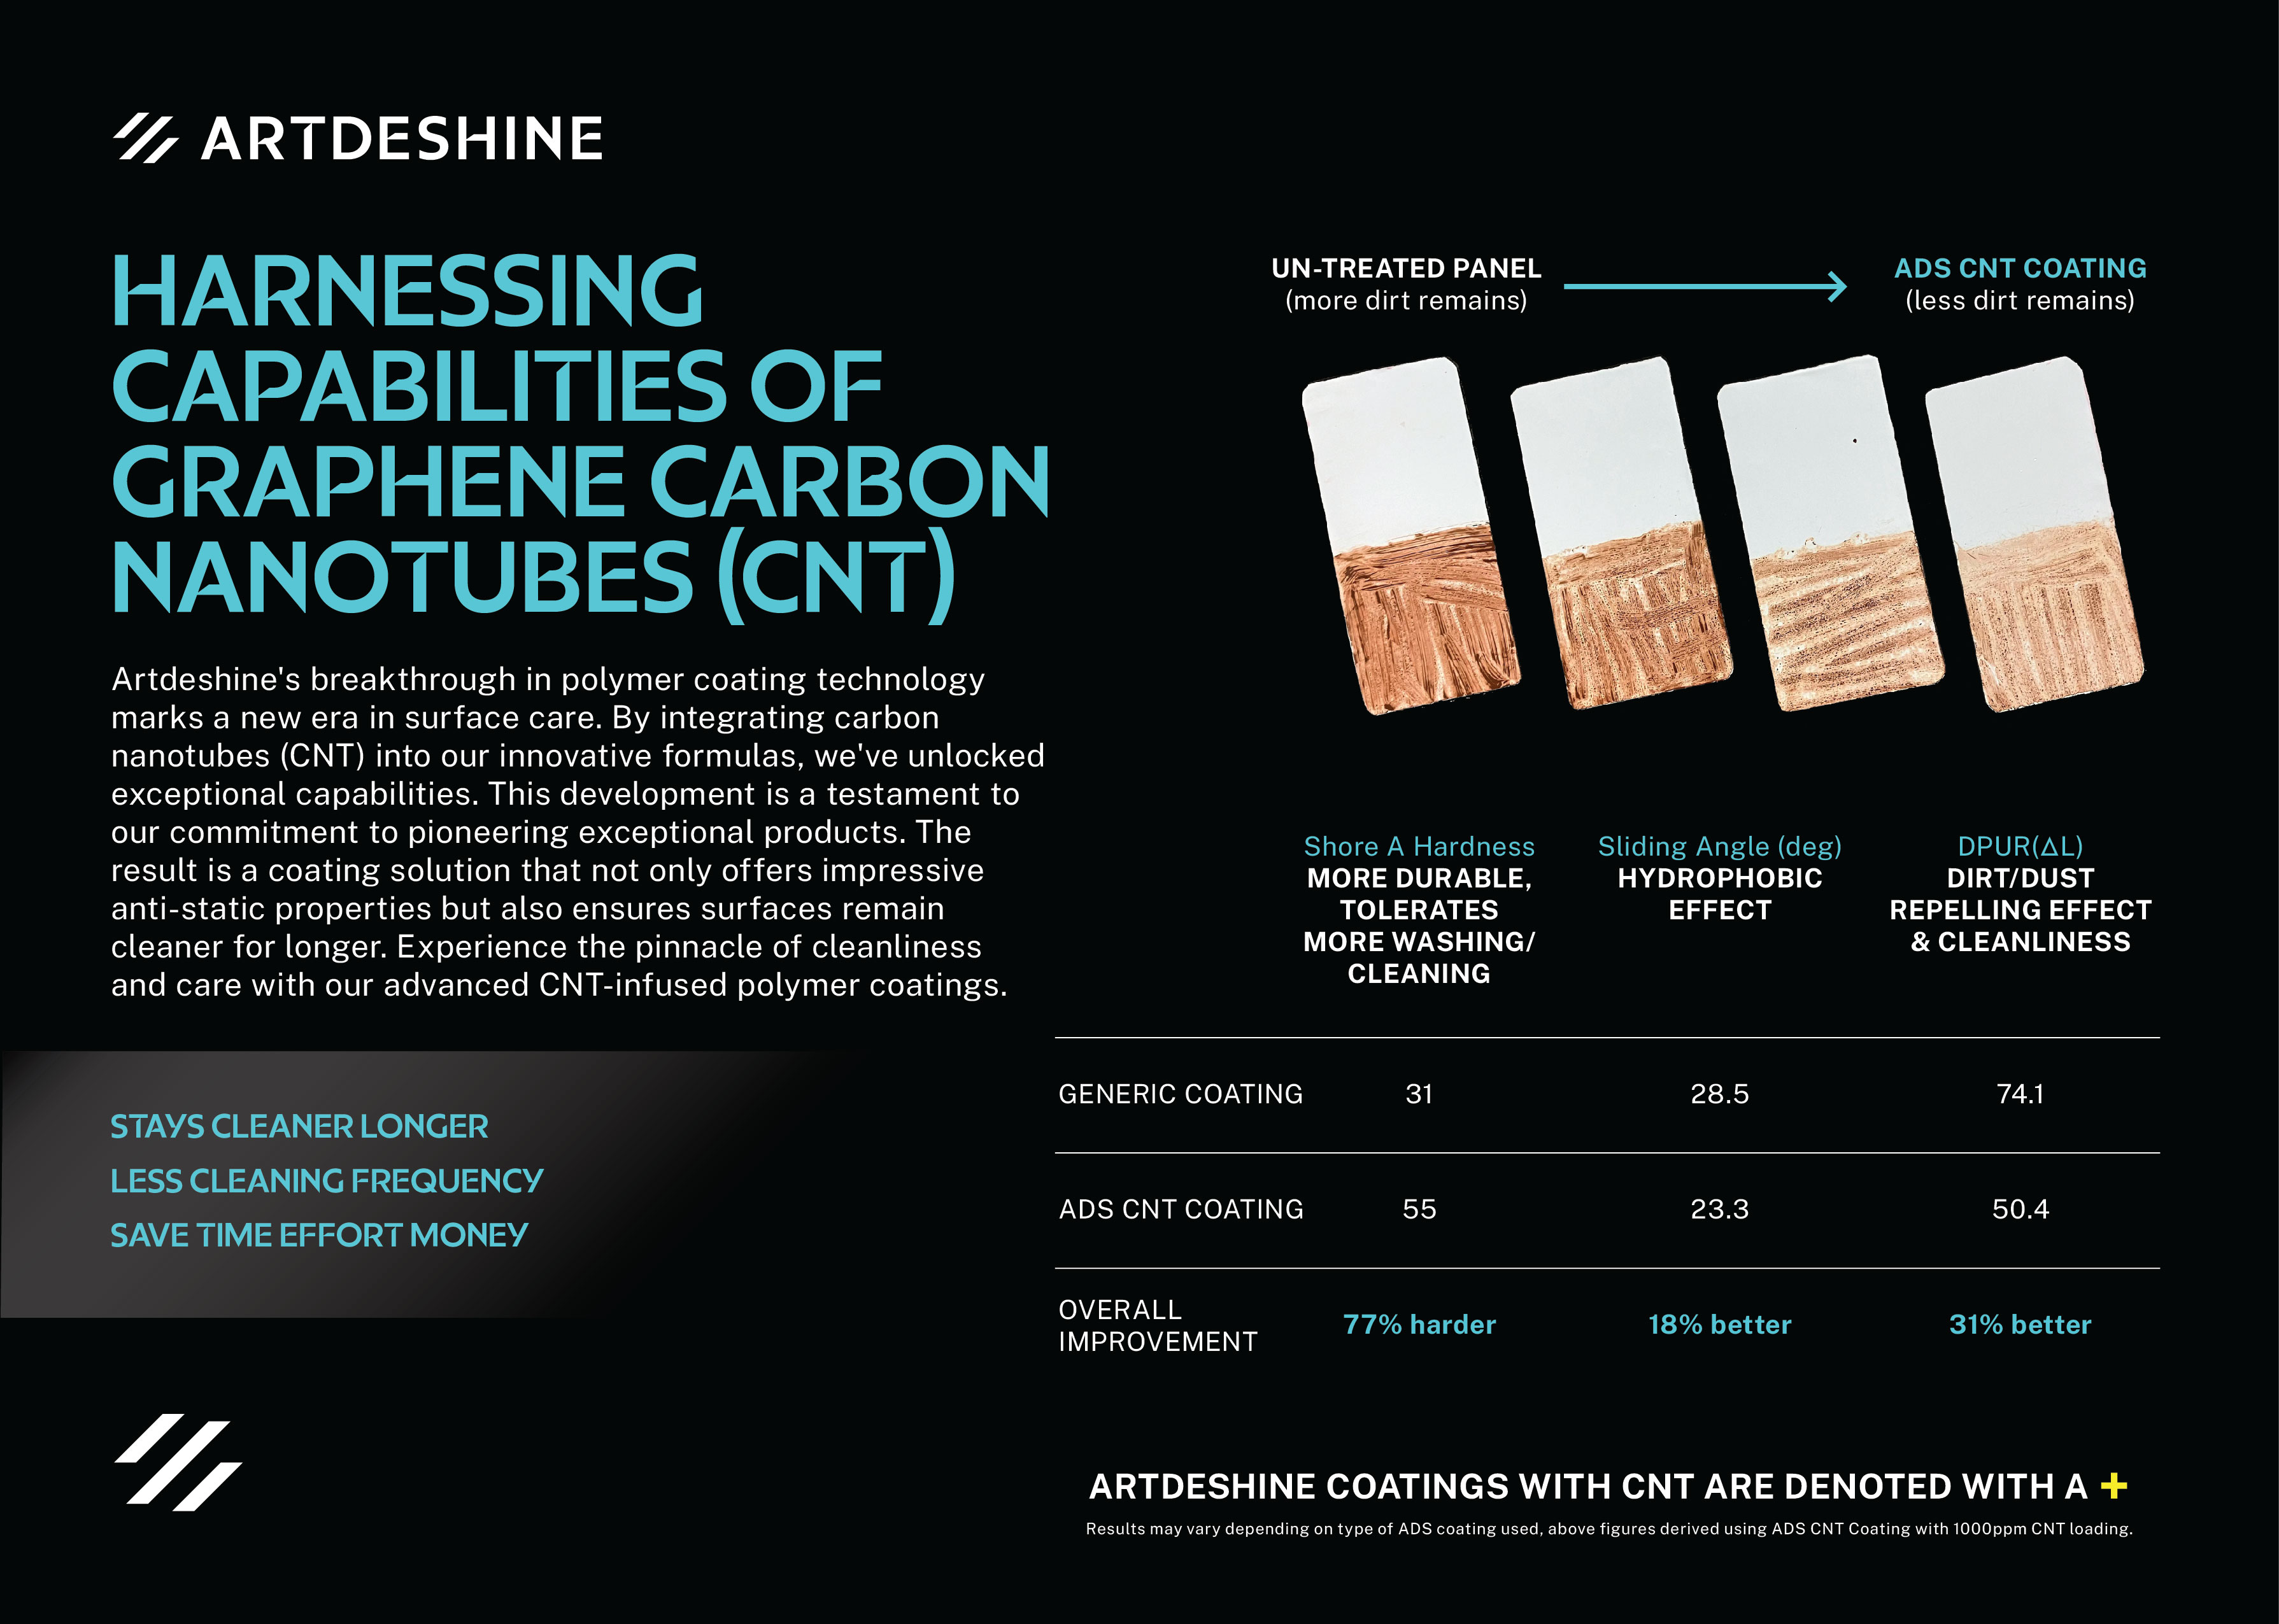 ARTDESHINE
HARNESSING
CAPABILITIES OF
GRAPHENE CARBON
NANOTUBES (CNT)
Artdeshine's breakthrough in polymer coating technology
marks a new era in surface care. By integrating carbon
nanotubes (CNT) into our innovative formulas, we've unlocked
exceptional capabilities. This development is a testament to
our commitment to pioneering exceptional products. The
result is a coating solution that not only offers impressive
anti-static properties but also ensures surfaces remain
cleaner for longer. Experience the pinnacle of cleanliness
and care with our advanced CNT-infused polymer coatings.
STAYS CLEANER LONGER
LESS CLEANING FREQUENCY
SAVE TIME EFFORT MONEY
UN-TREATED PANEL
(more dirt remains)
ADS CNT COATING
(less dirt remains)
Shore A Hardness
MORE DURABLE,
TOLERATES
MORE WASHING/
CLEANING
Sliding Angle (deg)
HYDROPHOBIC
EFFECT
DPUR(ΔL)
DIRT/DUST
REPELLING EFFECT
& CLEANLINESS
GENERIC COATING 31 28.5 74.1
ADS CNT COATING 55 23.3 50.4
OVERALL
IMPROVEMENT 77% harder 18% better 31% better
ARTDESHINE COATINGS WITH CNT ARE DENOTED WITH A +
Results may vary depending on type of ADS coating used, above figures derived using ADS CNT Coating with 1000ppm CNT loading.